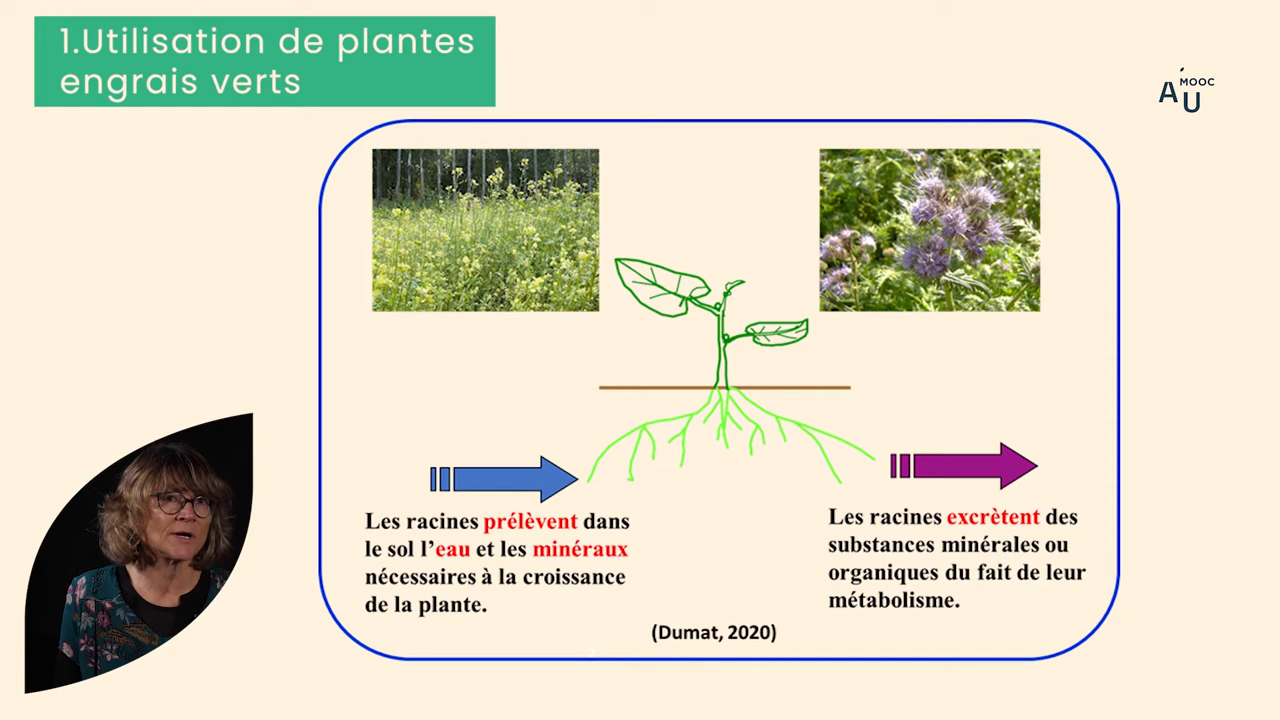 1.Utilisation de plantes
engrais verts
MOOC
AU
Les racines prélèvent dans
le sol l'eau et les minéraux
nécessaires à la croissance
de la plante.
Les racines excrètent des
substances minérales ou
organiques du fait de leur
métabolisme.
(Dumat, 2020)